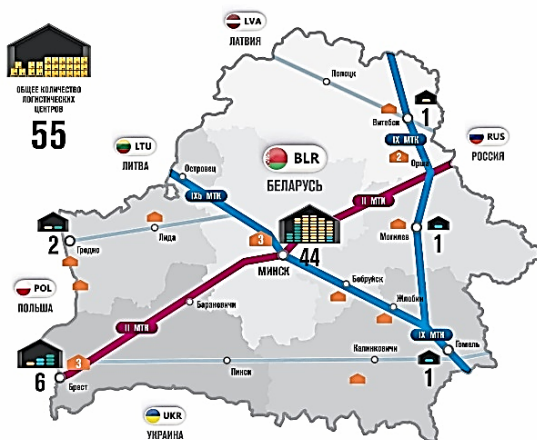 LVA
ЛАТВИЯ
ОБЩЕЕ КОЛИЧЕСТВО
ЛОГИСТИЧЕСКИХ
ЦЕНТРОВ
55
Полоцк
Витебск
1
IX МТК
RUS
РОССИЯ
LTU
ЛИТВА
BLR
БЕЛАРУСЬ
2
Орша
Островец
IXБ МТК
II МТК
2
Гродно
Лида
3
44
МИНСК
Могилев
1
POL
ПОЛЬША
Барановичи
Бобруйск
Жлобин
II МТК
IX МТК
6
3
Брест
Пинск
Калинковичи
Гомель
1
UKR
УКРАИНА